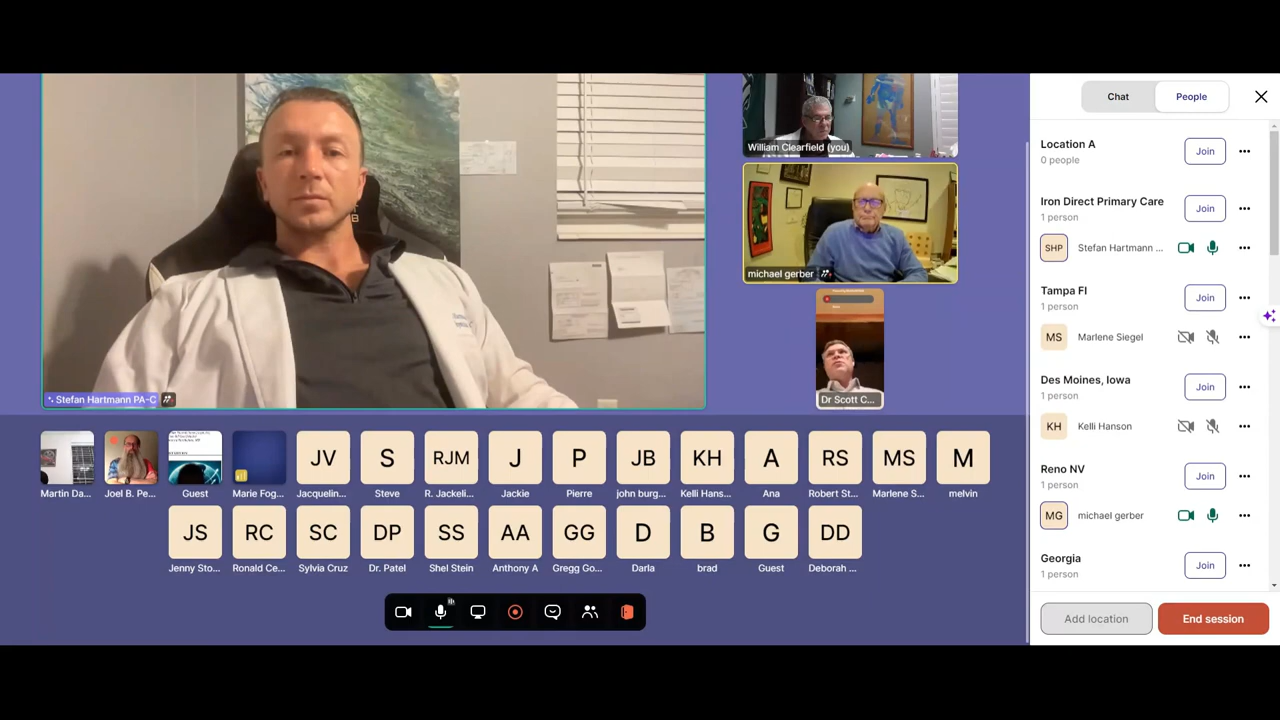 Chat
People
Location A
0 people
Join
Iron Direct Primary Care
1 person
Join
SHP
Stefan Hartmann ...
Tampa Fl
1 person
Join
MS
Marlene Siegel
Des Moines, Iowa
1 person
Join
KH
Kelli Hanson
Reno NV
1 person
Join
MG
michael gerber
Georgia
1 person
Join
Add location
End session
William Clearfield (you)
michael gerber
Dr Scott C...
Stefan Hartmann PA-C
JV
S
RJM
J
P
JB
KH
A
RS
MS
M
Martin Da...
Joel B. Pe...
Guest
Marie Fog...
Jacquelin...
Steve
R. Jackeli...
Jackie
Pierre
john burg...
Kelli Hans...
Ana
Robert St...
Marlene S...
melvin
JS
RC
SC
DP
SS
AA
GG
D
B
G
DD
Jenny Sto...
Ronald Ce...
Sylvia Cruz
Dr. Patel
Shel Stein
Anthony A
Gregg Go...
Darla
brad
Guest
Deborah ...